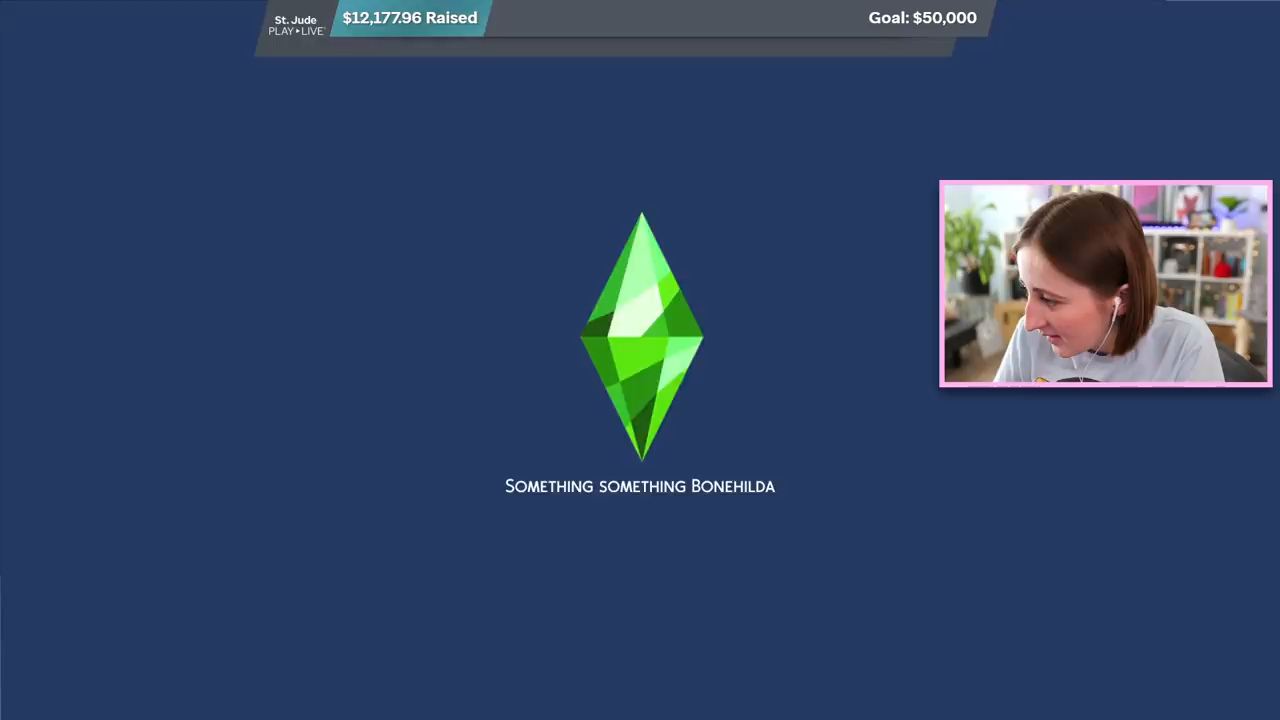 St. Jude
PLAY LIVE
$12,177.96 Raised
Goal: $50,000
Something something Bonehilda